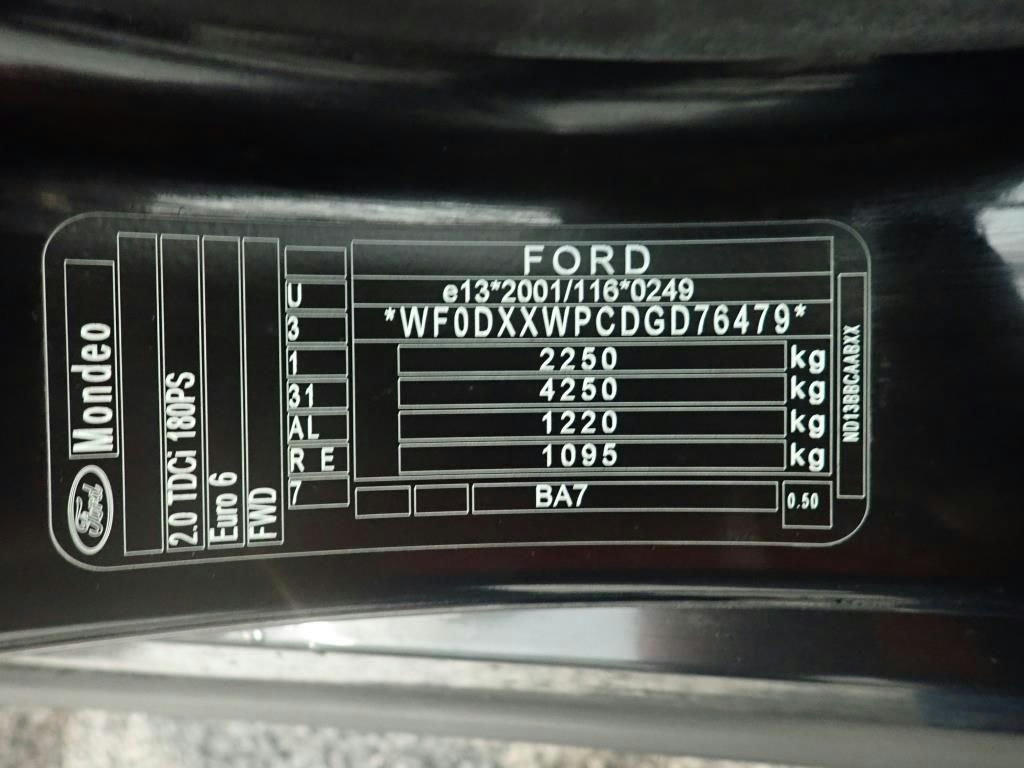 FORD
e13*2001/116*0249
*WF0DXXWPCDGD76479*
2250 kg
4250 kg
1220 kg
1095 kg
BA7
0.50
U
3
1
31
AL
R E
7
Ford
Mondeo
2.0 TDCi 180PS
Euro 6
FWD
ND13B8CAABXX